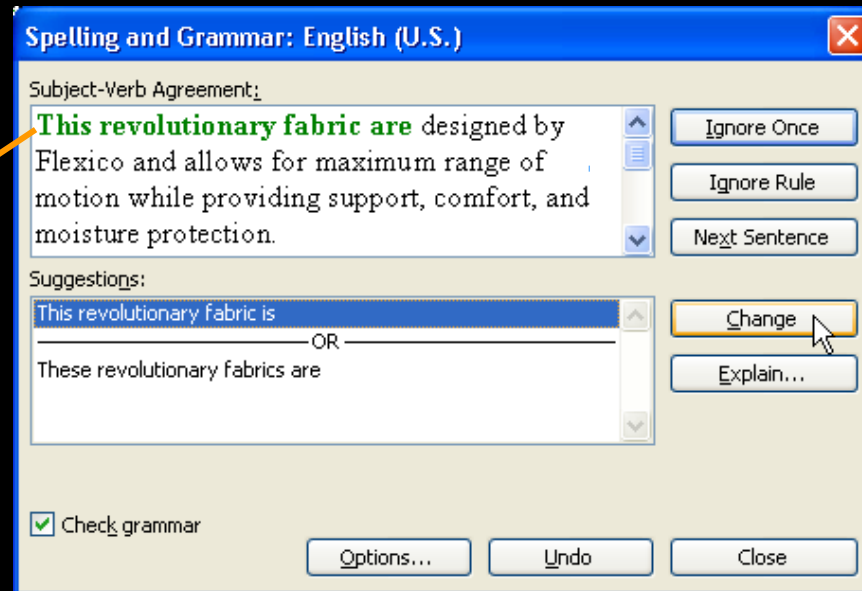 Spelling and Grammar: English (U.S.)
Subject-Verb Agreement:
This revolutionary fabric are designed by
Flexico and allows for maximum range of
motion while providing support, comfort, and
moisture protection.
Ignore Once
Ignore Rule
Next Sentence
Suggestions:
This revolutionary fabric is
OR
These revolutionary fabrics are
Change
Explain...
Check grammar
Options...
Undo
Close